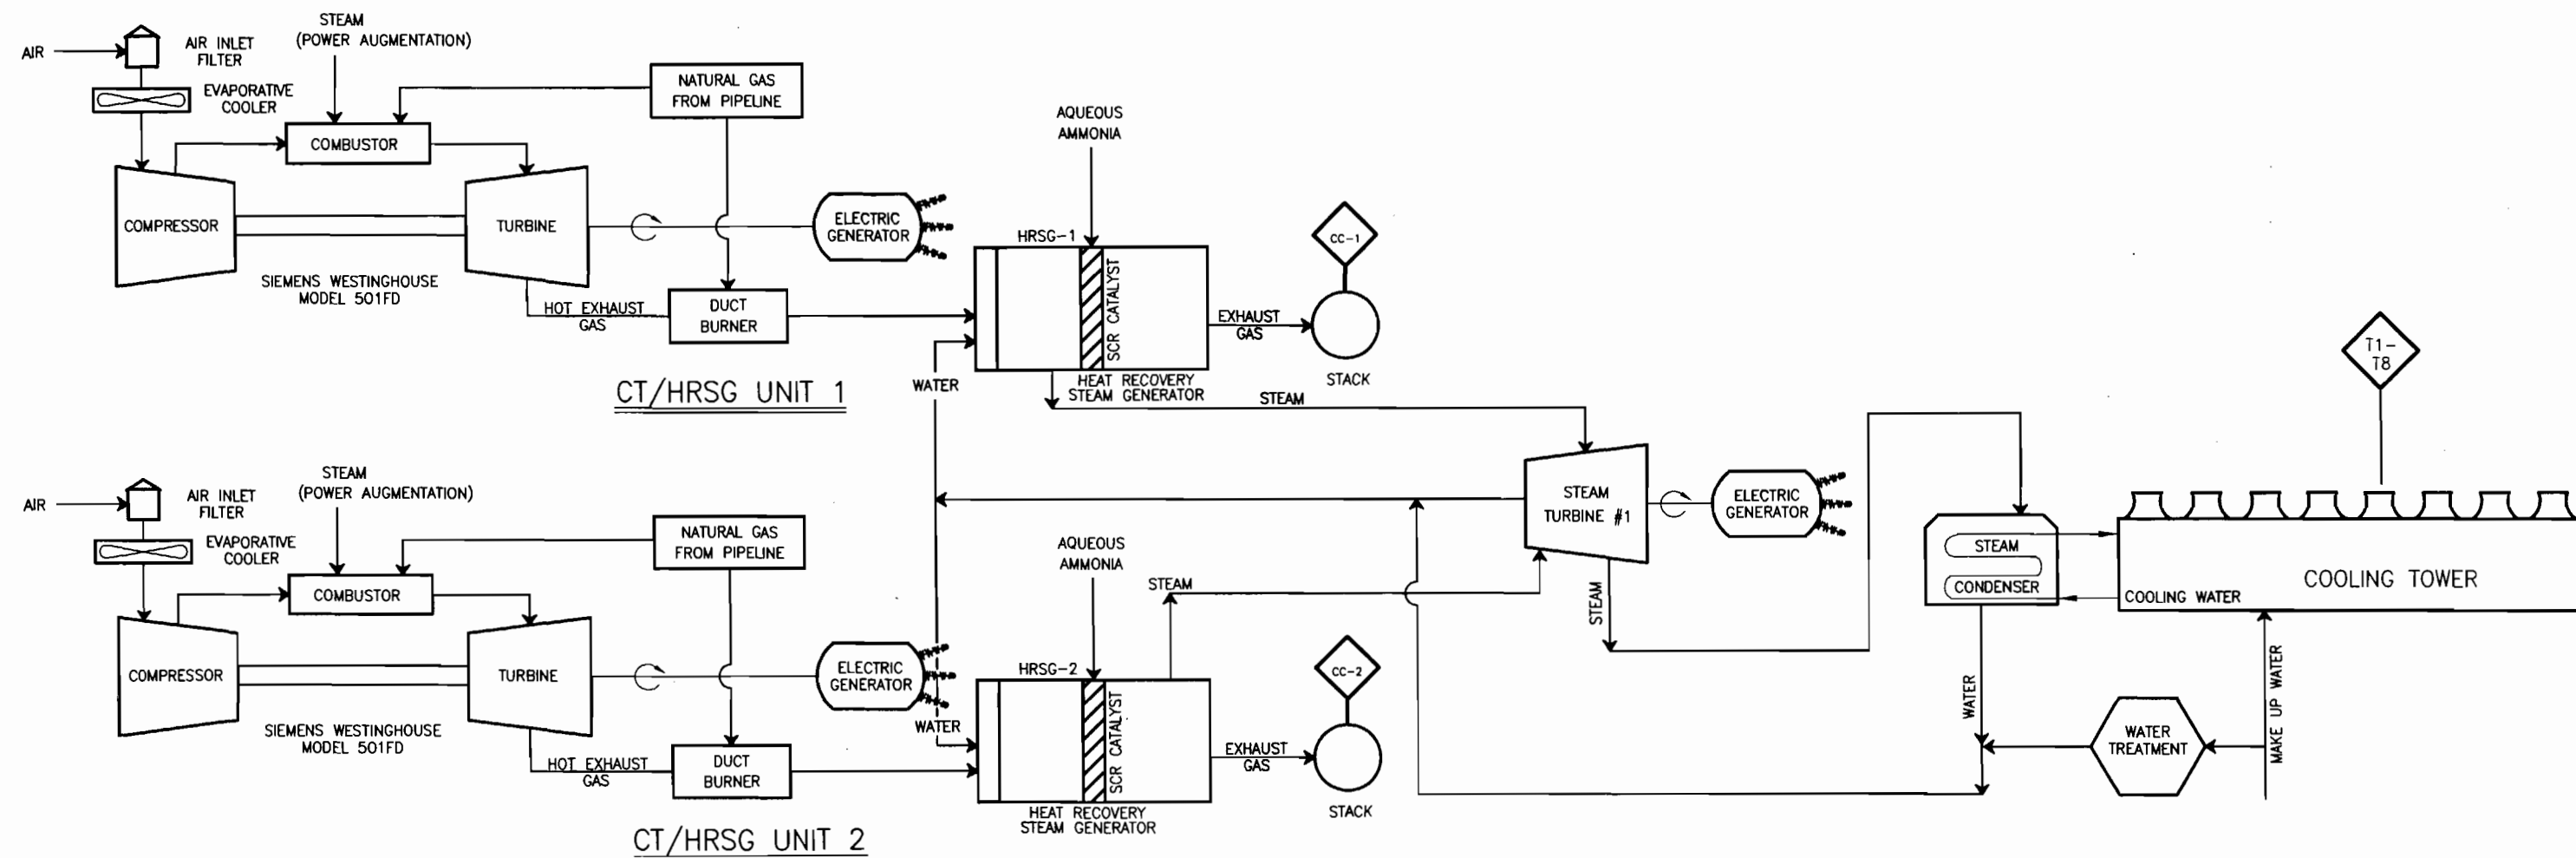 STEAM
(POWER AUGMENTATION)
AIR
AIR INLET
FILTER
EVAPORATIVE
COOLER
NATURAL GAS
FROM PIPELINE
COMBUSTOR
AQUEOUS
AMMONIA
COMPRESSOR
TURBINE
ELECTRIC
GENERATOR
SIEMENS WESTINGHOUSE
MODEL 501FD
HOT EXHAUST
GAS
DUCT
BURNER
HRSG-1
SCR CATALYST
CC-1
EXHAUST
GAS
STACK
HEAT RECOVERY
STEAM GENERATOR
WATER
CT/HRSG UNIT 1
STEAM
T1-
T8
STEAM
(POWER AUGMENTATION)
AIR
AIR INLET
FILTER
EVAPORATIVE
COOLER
NATURAL GAS
FROM PIPELINE
COMBUSTOR
AQUEOUS
AMMONIA
STEAM
COMPRESSOR
TURBINE
ELECTRIC
GENERATOR
SIEMENS WESTINGHOUSE
MODEL 501FD
HOT EXHAUST
GAS
DUCT
BURNER
WATER
HRSG-2
SCR CATALYST
CC-2
EXHAUST
GAS
STACK
HEAT RECOVERY
STEAM GENERATOR
CT/HRSG UNIT 2
STEAM
TURBINE #1
ELECTRIC
GENERATOR
STEAM
STEAM
CONDENSER
COOLING WATER
COOLING TOWER
WATER
WATER
TREATMENT
MAKE UP WATER